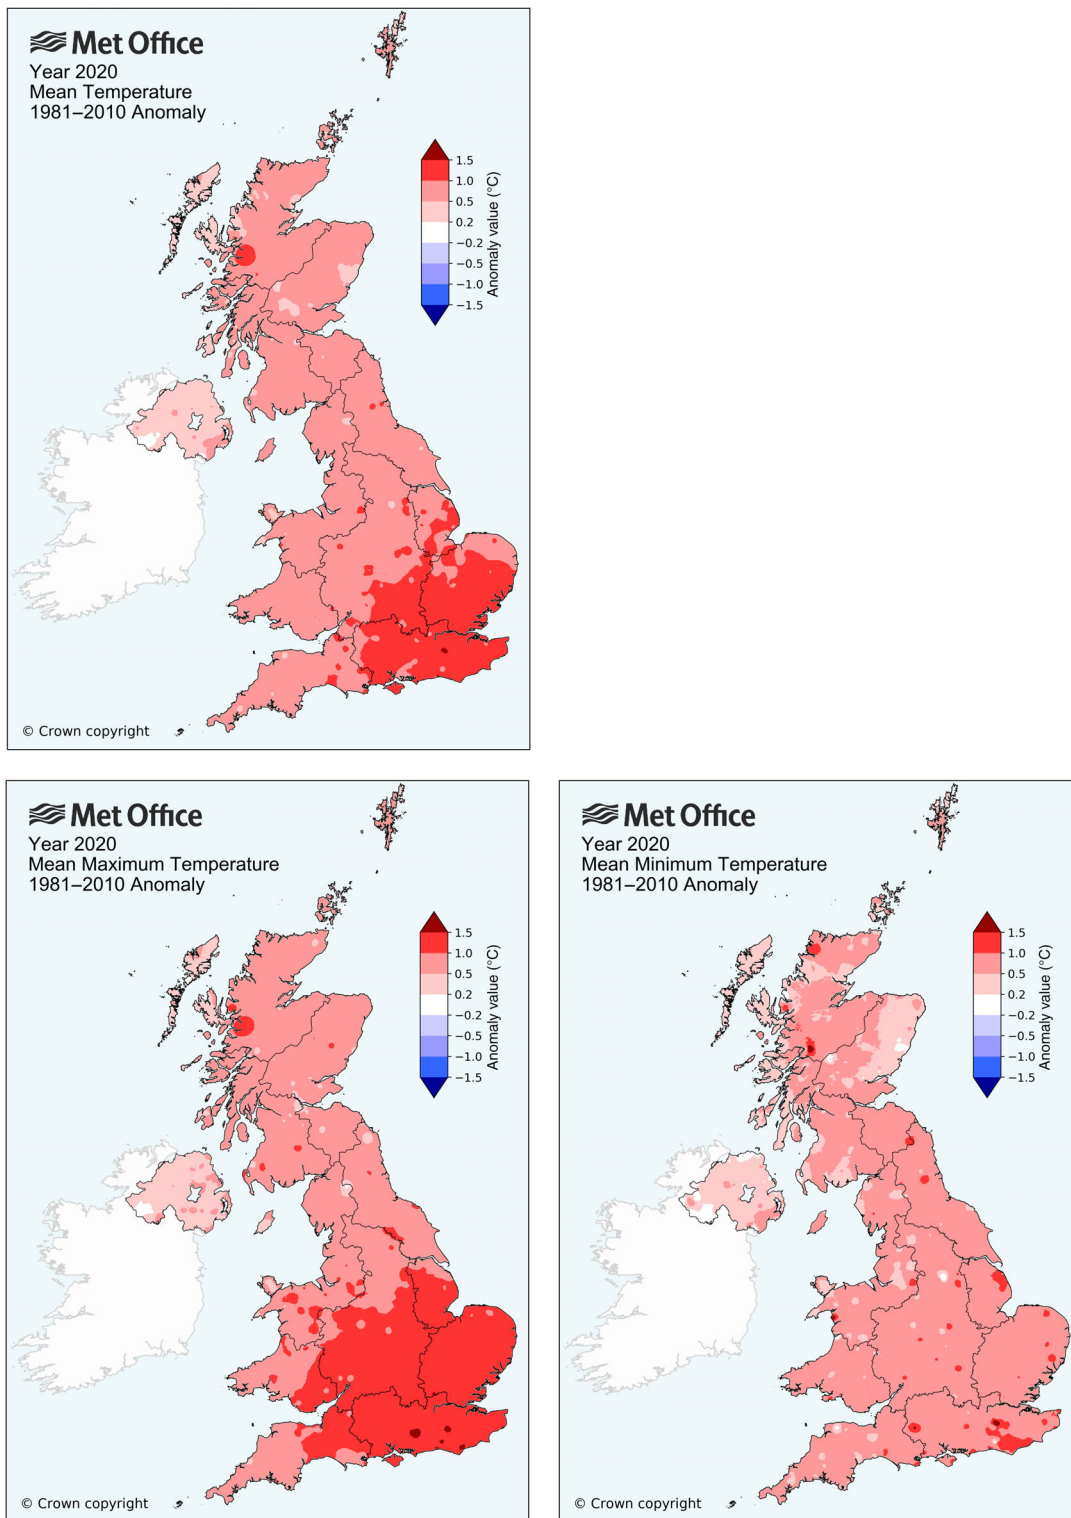 Met Office
Year 2020
Mean Temperature
1981–2010 Anomaly
1.5
1.0
0.5
0.2
−0.2
−0.5
−1.0
−1.5
Anomaly value (°C)
© Crown copyright
Met Office
Year 2020
Mean Maximum Temperature
1981–2010 Anomaly
1.5
1.0
0.5
0.2
−0.2
−0.5
−1.0
−1.5
Anomaly value (°C)
© Crown copyright
Met Office
Year 2020
Mean Minimum Temperature
1981–2010 Anomaly
1.5
1.0
0.5
0.2
−0.2
−0.5
−1.0
−1.5
Anomaly value (°C)
© Crown copyright